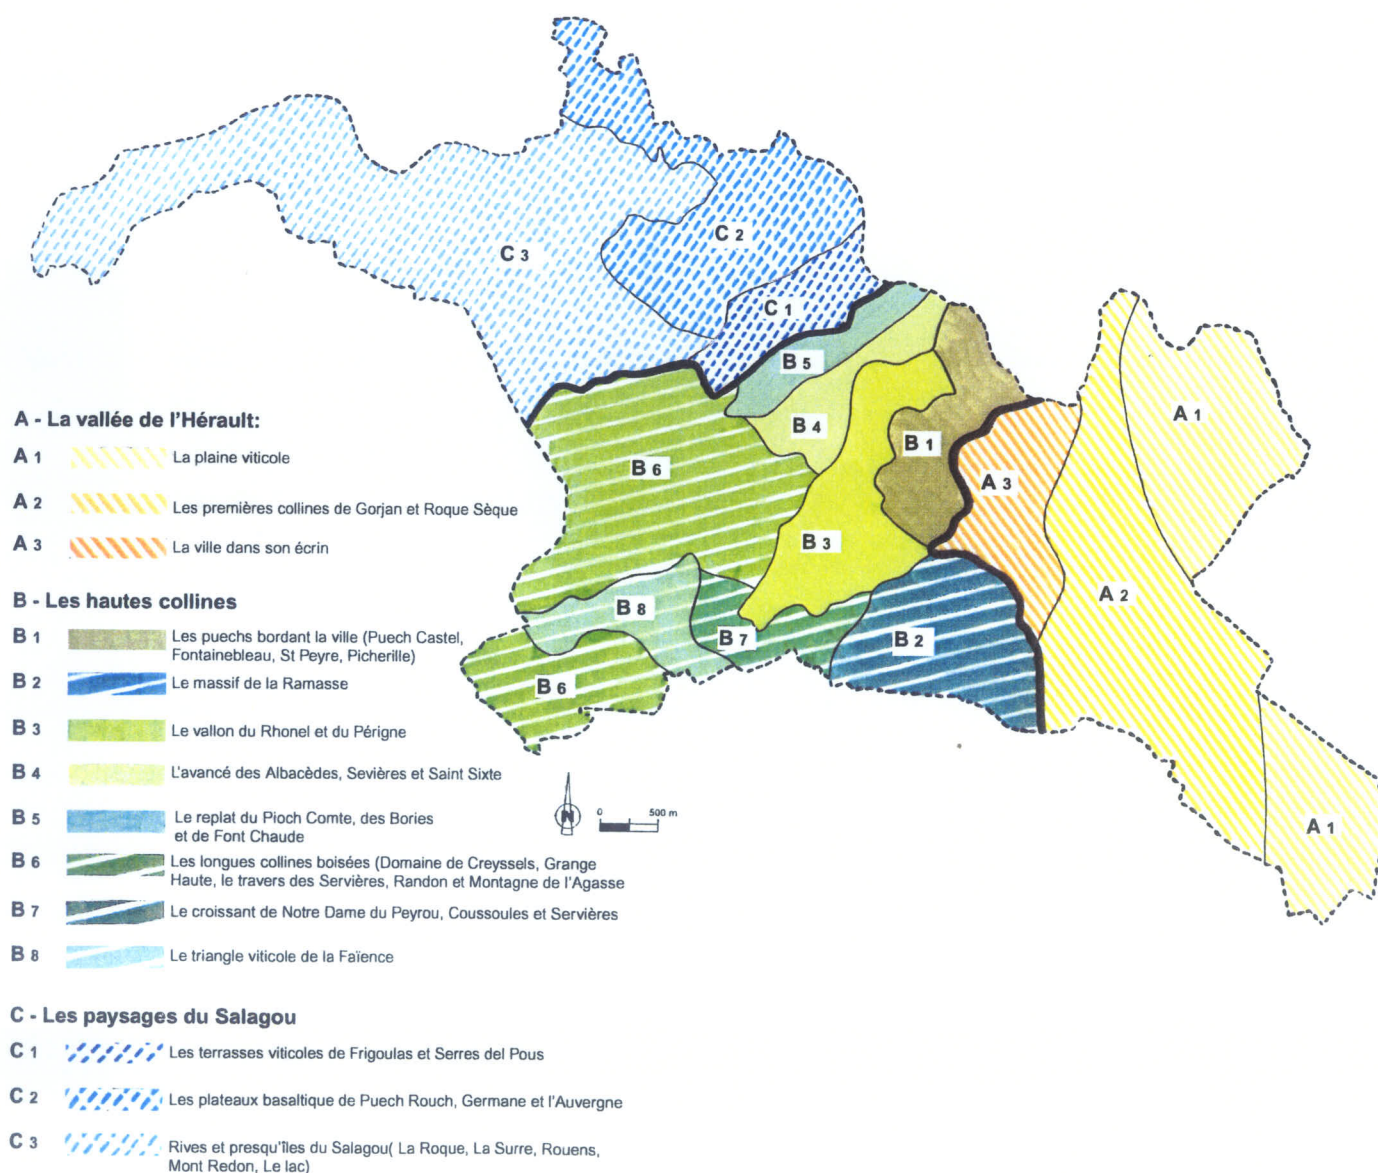 C 3
C 2
C 1
B 5
B 4
B 1
A 1
B 6
A 3
B 3
A 2
B 8
B 7
B 2
B 6
A 1
N
0 500 m
A - La vallée de l'Hérault:
A 1 La plaine viticole
A 2 Les premières collines de Gorjan et Roque Sèque
A 3 La ville dans son écrin
B - Les hautes collines
B 1 Les puechs bordant la ville (Puech Castel,
Fontainebleau, St Peyre, Picherille)
B 2 Le massif de la Ramasse
B 3 Le vallon du Rhonel et du Périgne
B 4 L'avancé des Albacèdes, Sevières et Saint Sixte
B 5 Le replat du Pioch Comte, des Bories
et de Font Chaude
B 6 Les longues collines boisées (Domaine de Creyssels, Grange
Haute, le travers des Servières, Randon et Montagne de l'Agasse
B 7 Le croissant de Notre Dame du Peyrou, Coussoules et Servières
B 8 Le triangle viticole de la Faïence
C - Les paysages du Salagou
C 1 Les terrasses viticoles de Frigoulas et Serres del Pous
C 2 Les plateaux basaltique de Puech Rouch, Germane et l'Auvergne
C 3 Rives et presqu'îles du Salagou( La Roque, La Surre, Rouens,
Mont Redon, Le lac)